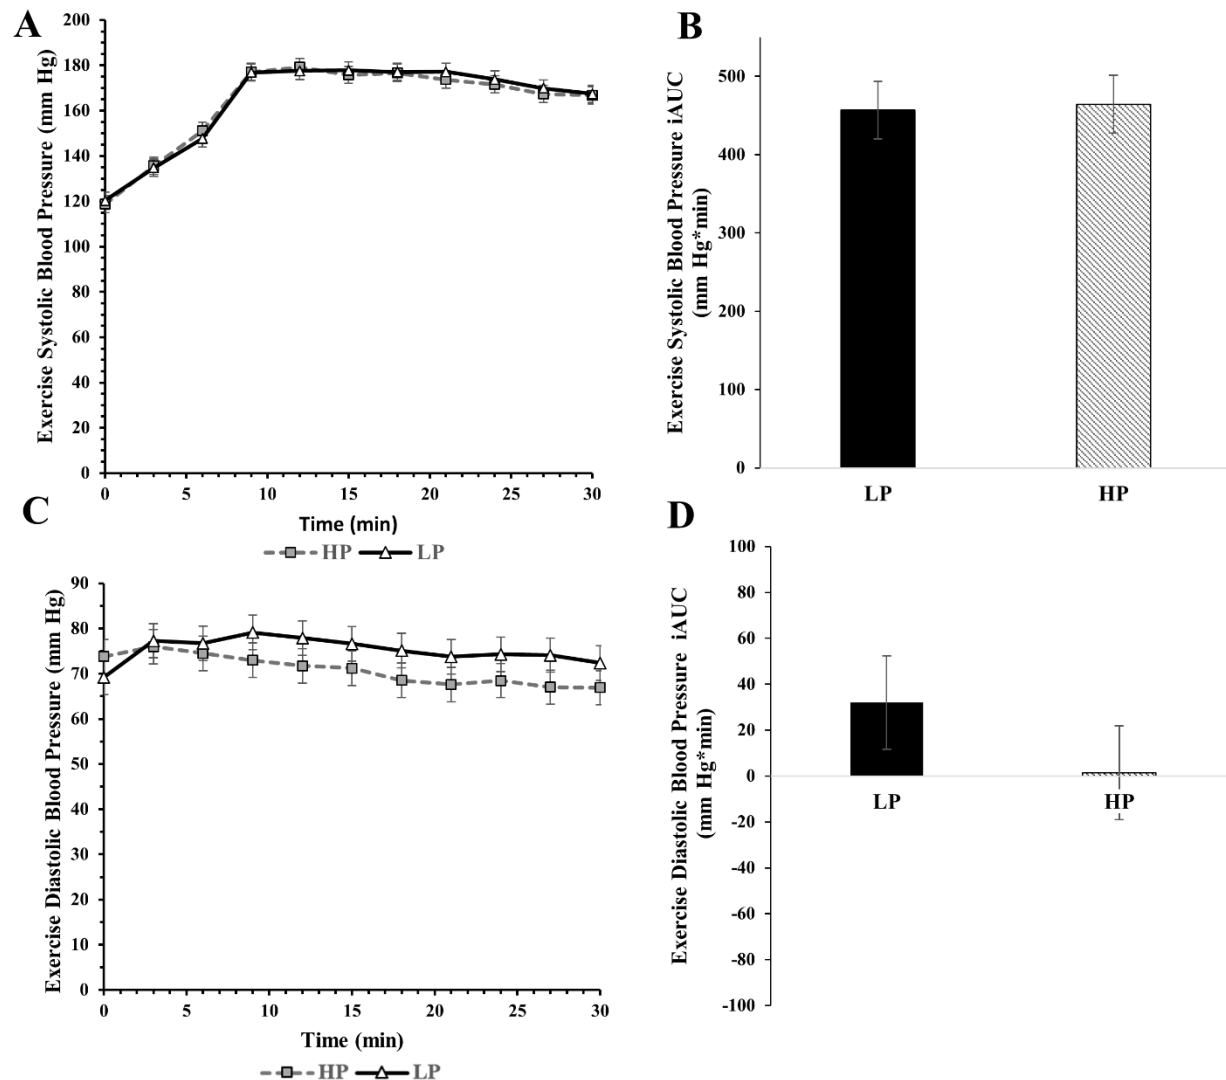 A
Exercise Systolic Blood Pressure (mm Hg)
200
180
160
140
120
100
80
60
40
20
0
0 5 10 15 20 25 30
Time (min)
HP LP
B
Exercise Systolic Blood Pressure iAUC
(mm Hg*min)
500
400
300
200
100
0
LP HP
C
Exercise Diastolic Blood Pressure (mm Hg)
90
80
70
60
50
40
30
20
10
0
0 5 10 15 20 25 30
Time (min)
HP LP
D
Exercise Diastolic Blood Pressure iAUC
(mm Hg*min)
100
80
60
40
20
0
-20
-40
-60
-80
-100
LP HP